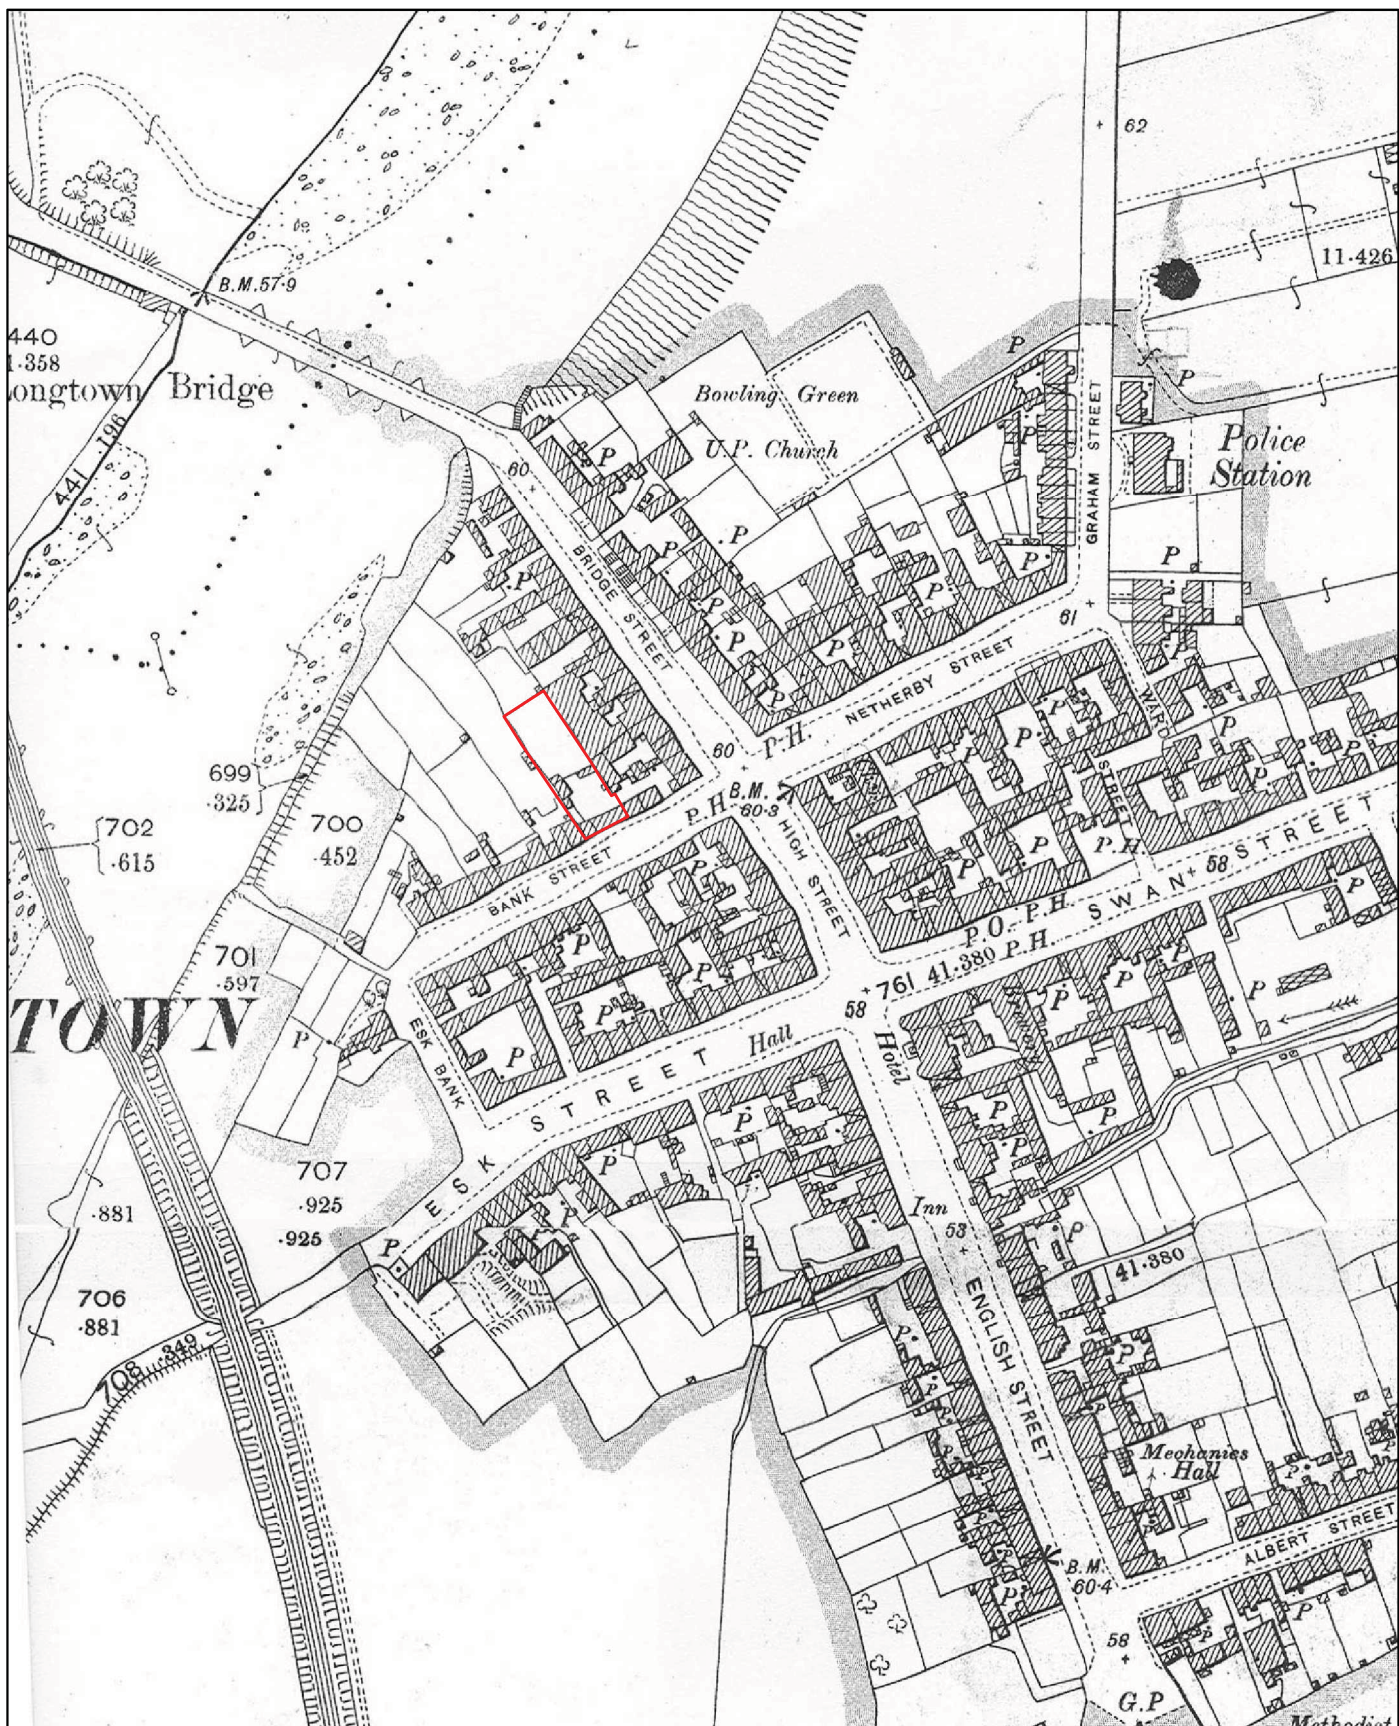 62
B.M. 57·9
11·426
440
1·358
ongtown Bridge
P
P
Bowling Green
U.P. Church
GRAHAM STREET
Police
Station
196
441
60
P
P
P
BRIDGE STREET
P
P
P
P
P
P
P
P
P
P
61
NETHERBY STREET
P
WAR
STREET
P
P
P
P
P
60
P.H.
B.M.
60·3
P.H.
HIGH STREET
699
·325
700
·452
702
·615
BANK STREET
P
P
P
P.H.
58
SWAN STREET
P
P.O.
P.H.
P.H.
41·380
761
58
P
P
P
P
701
·597
P
P
P
P
TOWN
P
ESK BANK
ESK STREET
Hall
Hotel
Brewery
P
P
P
P
P
707
·925
·925
·881
P
P
Inn
53
P
41·380
706
·881
708
·349
ENGLISH STREET
P
P
P
P
P
Mechanics
Hall
P
P
P
B.M.
60·4
ALBERT STREET
P
P
58
G.P
Methodist